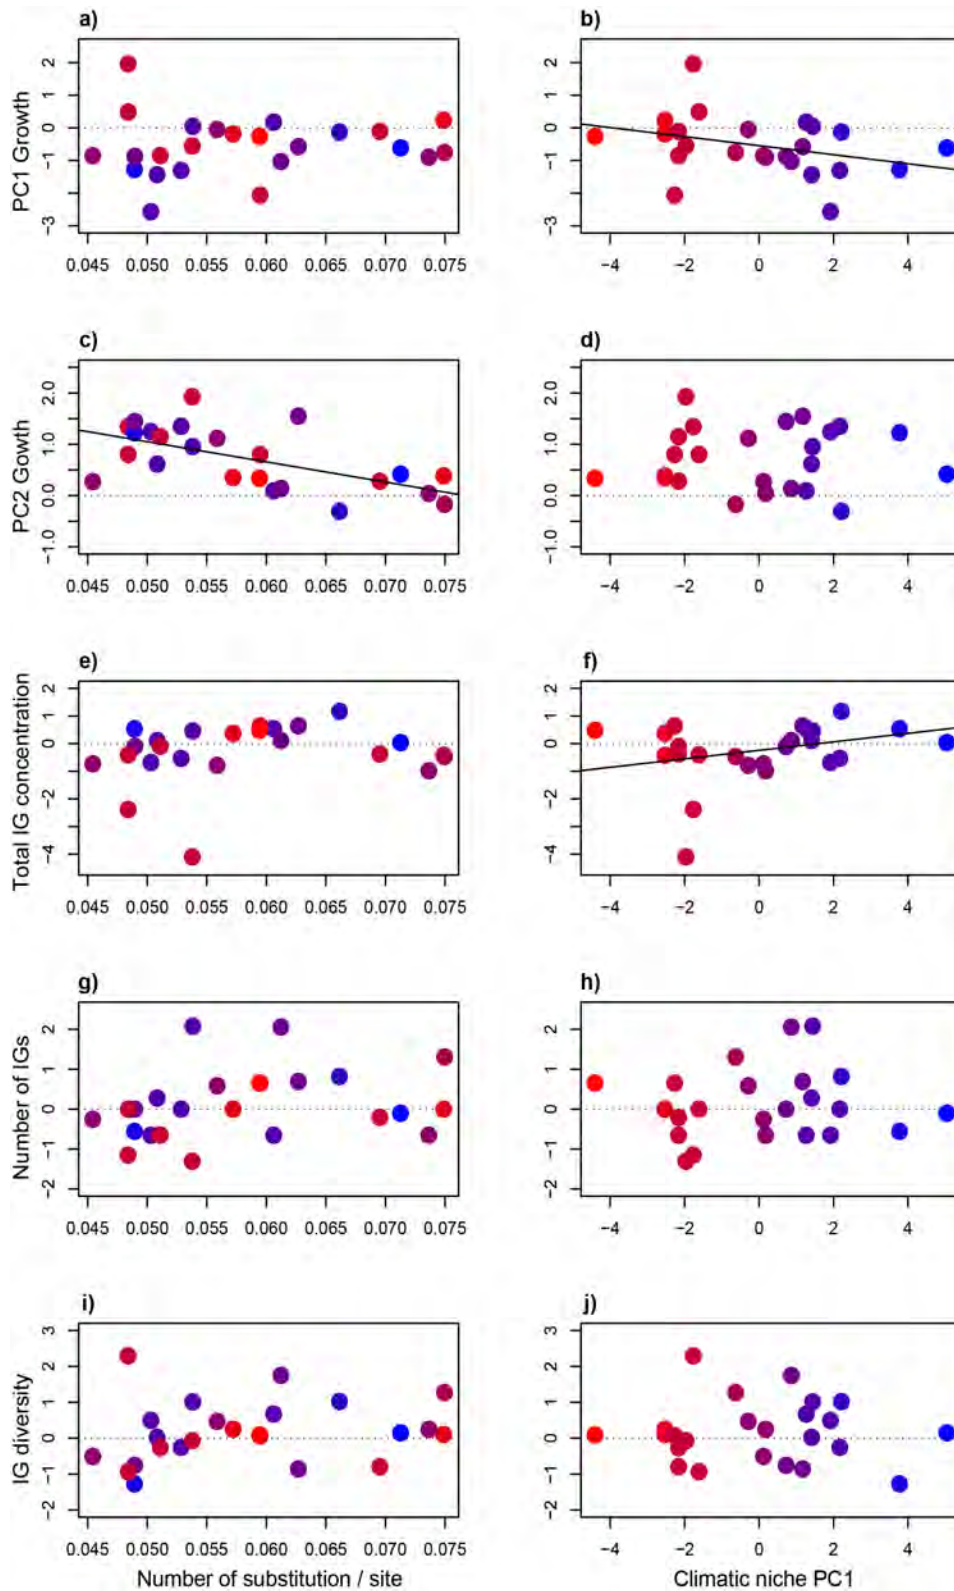 a) b)
PC1 Growth
2
1
0
−1
−3
2
1
0
−1
−3
0.045 0.050 0.055 0.060 0.065 0.070 0.075
−4 −2 0 2 4
c) d)
PC2 Gowth
2.0
1.0
0.0
−1.0
2.0
1.0
0.0
−1.0
0.045 0.050 0.055 0.060 0.065 0.070 0.075
−4 −2 0 2 4
e) f)
Total IG concentration
2
0
−2
−4
2
0
−2
−4
0.045 0.050 0.055 0.060 0.065 0.070 0.075
−4 −2 0 2 4
g) h)
Number of IGs
2
1
0
−1
−2
2
1
0
−1
−2
0.045 0.050 0.055 0.060 0.065 0.070 0.075
−4 −2 0 2 4
i) j)
IG diversity
3
2
1
0
−1
−2
3
2
1
0
−1
−2
0.045 0.050 0.055 0.060 0.065 0.070 0.075
−4 −2 0 2 4
Number of substitution / site
Climatic niche PC1